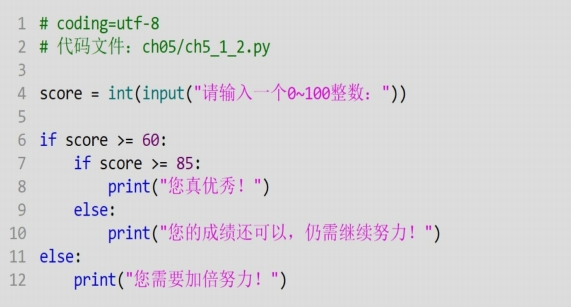 1 # coding=utf-8
2 # 代码文件：ch05/ch5_1_2.py
3
4 score = int(input("请输入一个0~100整数："))
5
6 if score >= 60:
7     if score >= 85:
8         print("您真优秀！")
9     else:
10         print("您的成绩还可以，仍需继续努力！")
11 else:
12     print("您需要加倍努力！")